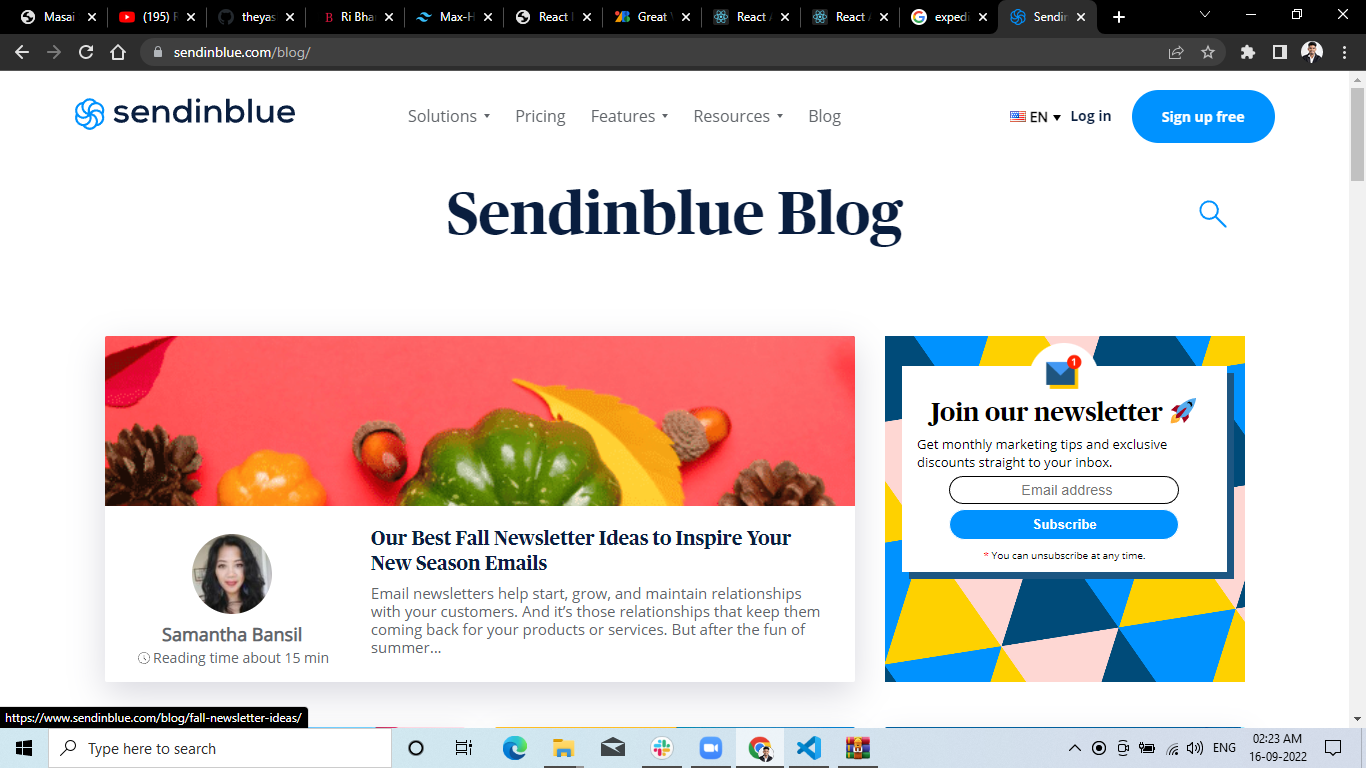 Masai
(195)
theyas
Ri Bha
Max-H
React
Great
React
React
expedi
Sendin
sendinblue.com/blog/
sendinblue
Solutions
Pricing
Features
Resources
Blog
EN
Log in
Sign up free
Sendinblue Blog
1
Join our newsletter
Get monthly marketing tips and exclusive
discounts straight to your inbox.
Email address
Subscribe
* You can unsubscribe at any time.
Our Best Fall Newsletter Ideas to Inspire Your
New Season Emails
Email newsletters help start, grow, and maintain relationships
with your customers. And it’s those relationships that keep them
coming back for your products or services. But after the fun of
summer...
Samantha Bansil
Reading time about 15 min
https://www.sendinblue.com/blog/fall-newsletter-ideas/
Type here to search
ENG
02:23 AM
16-09-2022